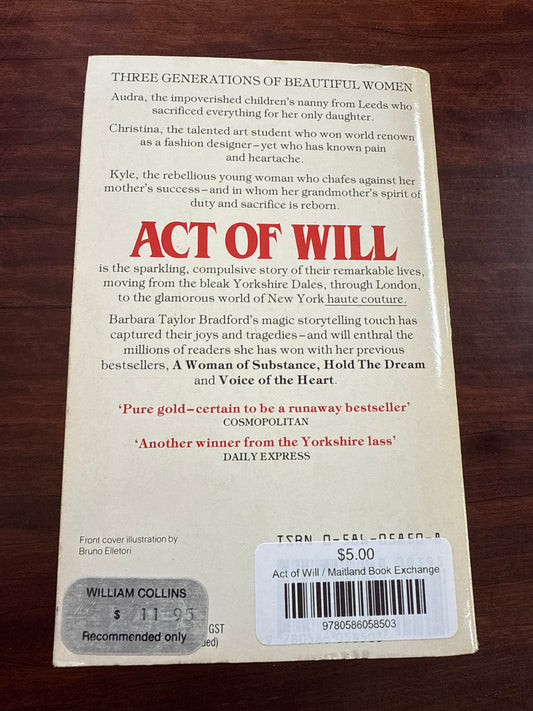 THREE GENERATIONS OF BEAUTIFUL WOMEN
Audra, the impoverished children's nanny from Leeds who
sacrificed everything for her only daughter.
Christina, the talented art student who won world renown
as a fashion designer–yet who has known pain
and heartache.
Kyle, the rebellious young woman who chafes against her
mother's success–and in whom her grandmother's spirit of
duty and sacrifice is reborn.
ACT OF WILL
is the sparkling, compulsive story of their remarkable lives,
moving from the bleak Yorkshire Dales, through London,
to the glamorous world of New York haute couture.
Barbara Taylor Bradford's magic storytelling touch has
captured their joys and tragedies–and will enthral the
millions of readers she has won with her previous
bestsellers, A Woman of Substance, Hold The Dream
and Voice of the Heart.
'Pure gold–certain to be a runaway bestseller'
COSMOPOLITAN
'Another winner from the Yorkshire lass'
DAILY EXPRESS
Front cover illustration by
Bruno Elletori
ISBN
$5.00
Act of Will / Maitland Book Exchange
9780586058503
WILLIAM COLLINS
$ 11 95
Recommended only
GST